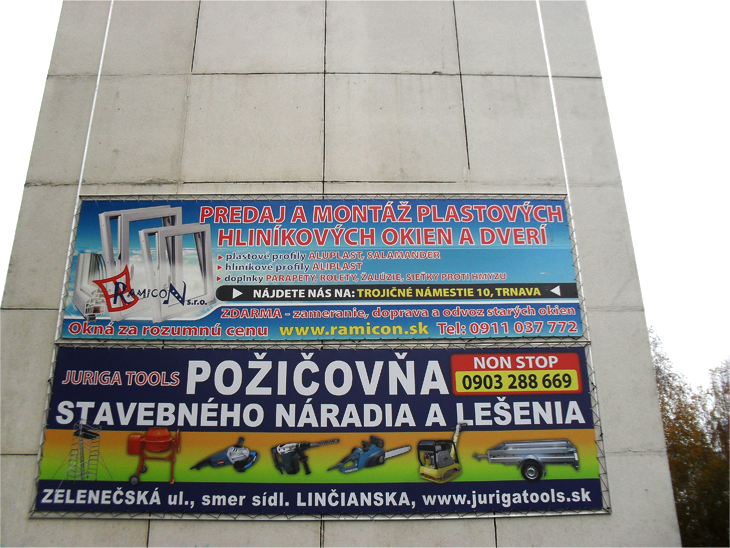 PREDAJ A MONTÁŽ PLASTOVÝCH
HLINÍKOVÝCH OKIEN A DVERÍ
plastové profily ALUPLAST, SALAMANDER
hliníkové profily ALIPLAST
doplnky PARAPETY, ROLETY, ŽALÚZIE, SIEŤKY PROTI HMYZU
RAMICON s.r.o.
NÁJDETE NÁS NA: TROJIČNÉ NÁMESTIE 10, TRNAVA
ZDARMA - zameranie, doprava a odvoz starých okien
Okná za rozumnú cenu www.ramicon.sk Tel: 0911 037 772
JURIGA TOOLS POŽIČOVŇA
NON STOP
0903 288 669
STAVEBNÉHO NÁRADIA A LEŠENIA
ZELENEČSKÁ ul., smer sídl. LINČIANSKA, www.jurigatools.sk